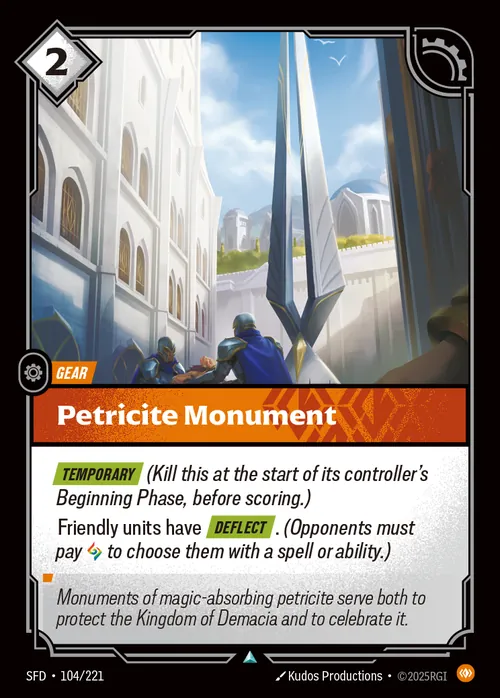 2
GEAR
Petricite Monument
TEMPORARY (Kill this at the start of its controller's
Beginning Phase, before scoring.)
Friendly units have DEFLECT. (Opponents must
pay to choose them with a spell or ability.)
Monuments of magic-absorbing petricite serve both to
protect the Kingdom of Demacia and to celebrate it.
SFD • 104/221
Kudos Productions • ©2025RGI